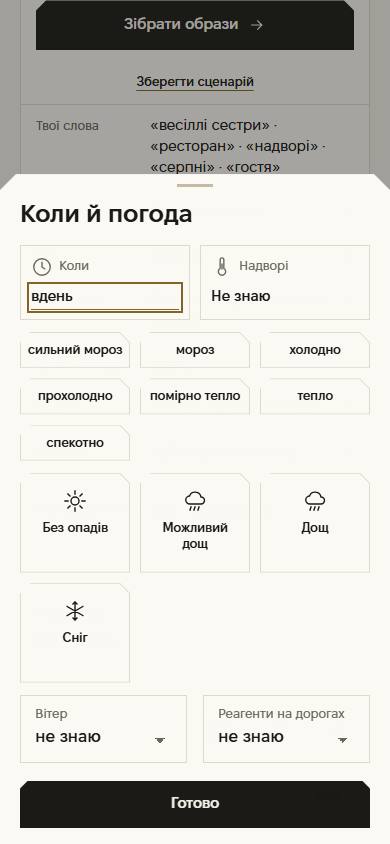 Зібрати образи →
Зберегти сценарій
Твої слова
«весіллі сестри» ·
«ресторан» · «надворі» ·
«серпні» · «гостя»
Коли й погода
Коли
вдень
Надворі
Не знаю
сильний мороз
мороз
холодно
прохолодно
помірно тепло
тепло
спекотно
Без опадів
Можливий
дощ
Дощ
Сніг
Вітер
не знаю
Реагенти на дорогах
не знаю
Готово